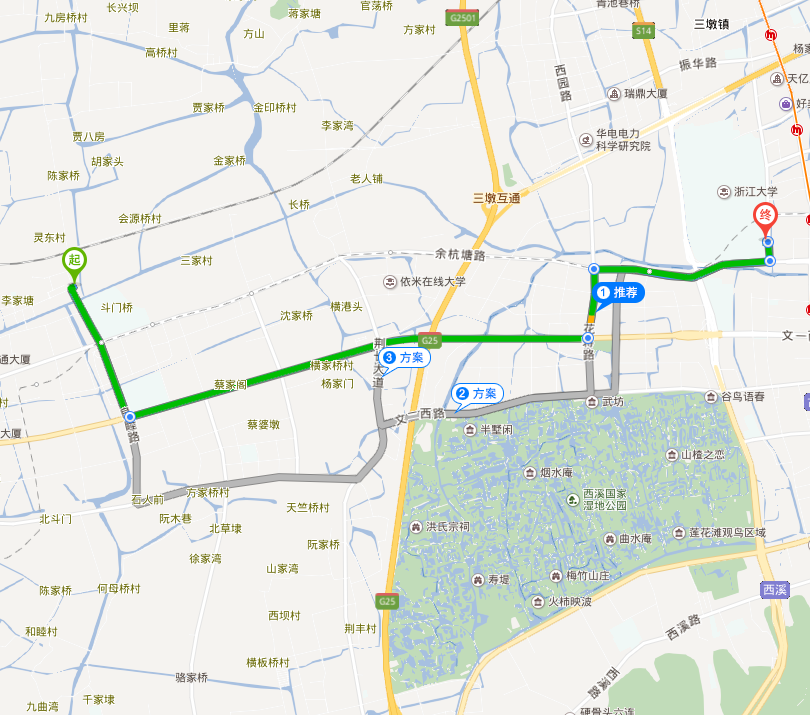 长兴坝
九房桥村
里蒋
蒋家塘
官荡桥
G2501
方家村
方山
高桥村
青池巷桥
三墩镇
S14
振华路
西园路
瑞鼎大厦
天亿
好
贾家桥
金印桥村
李家湾
贾八房
胡家头
金家桥
陈家桥
华电电力
科学研究院
老人铺
三墩互通
浙江大学
长桥
会源桥村
终
灵东村
起
三家村
余杭塘路
依米在线大学
李家塘
斗门桥
沈家桥
横港头
1 推荐
G25
文一西
通大厦
3 方案
横家桥村
杨家门
蔡家阁
2 方案
文一西路
武坊
谷鸟语春
半墅闲
蔡婆墩
大厦
山楂之恋
烟水庵
西溪国家
湿地公园
方家桥村
石人前
天竺桥村
北斗门
阮木巷
北草埭
洪氏宗祠
曲水庵
莲花滩观鸟区域
徐家湾
阮家桥
山家湾
寿堤
梅竹山庄
陈家桥
何母桥村
G25
火柿映波
西溪
西坝村
荆丰村
和睦村
西溪路
横板桥村
骆家桥
千家埭
九曲湾
西溪路
硬骨头六连